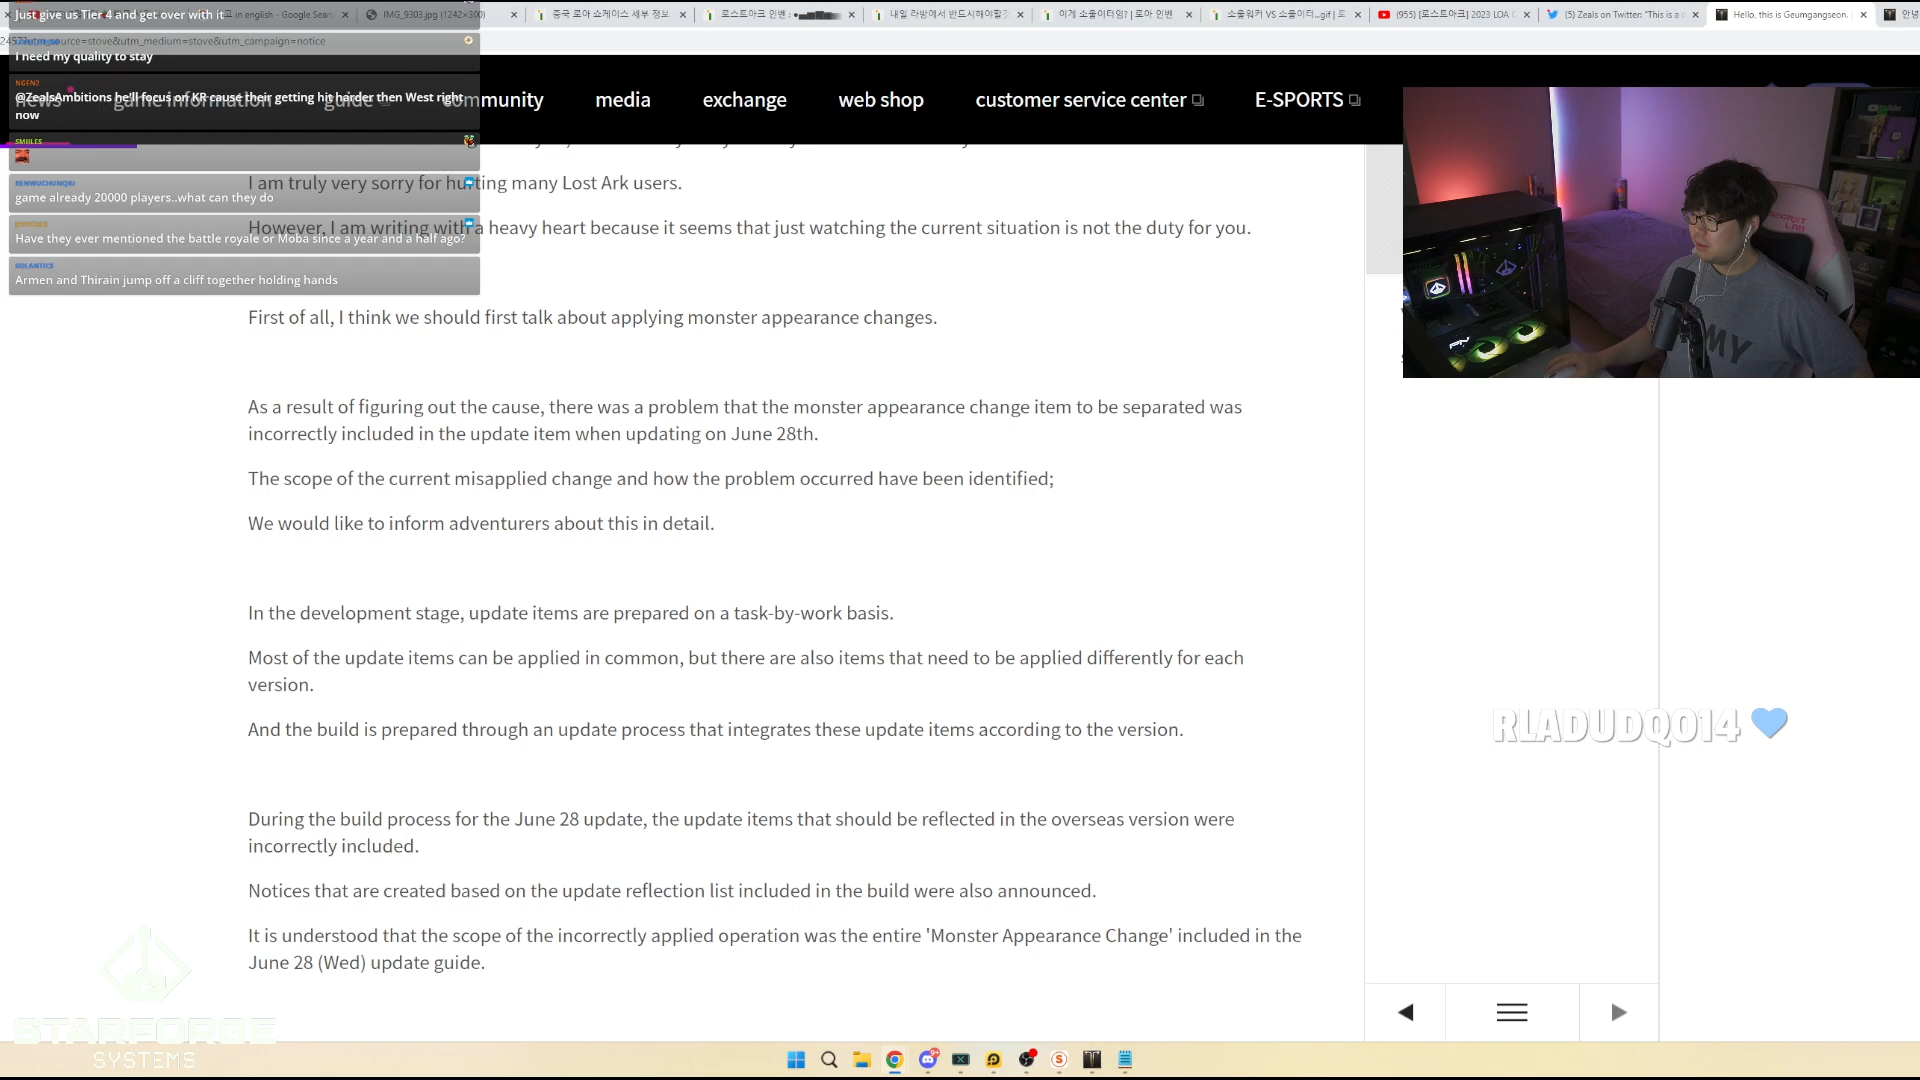 Just give us Tier 4 and get over with it
in english - Google Sear
IMG_9303.jpg (1242×300)
중국 로아 쇼케이스 세부 정보
로스트아크 인벤 :
내일 라방에서 반드시해야할것
이게 소울이터임? | 로아 인벤
소울워커 VS 소울이터...gif | 로
(955) [로스트아크] 2023 LOA
(5) Zeals on Twitter: "This is a
Hello, this is Geumgangseon. |
안녕
utm_source=stove&utm_medium=stove&utm_campaign=notice
I need my quality to stay
NGEN2
@ZealsAmbitions he'll focus on KR cause their getting hit harder then West right
now
news
game information
guide
community
media
exchange
web shop
customer service center
E-SPORTS
SMIILES
I am truly very sorry for hurting many Lost Ark users.
BENWUCHUNQIU
game already 20000 players..what can they do
However, I am writing with a heavy heart because it seems that just watching the current situation is not the duty for you.
Have they ever mentioned the battle royale or Moba since a year and a half ago?
SOLANTICS
Armen and Thirain jump off a cliff together holding hands
First of all, I think we should first talk about applying monster appearance changes.
As a result of figuring out the cause, there was a problem that the monster appearance change item to be separated was
incorrectly included in the update item when updating on June 28th.
The scope of the current misapplied change and how the problem occurred have been identified;
We would like to inform adventurers about this in detail.
In the development stage, update items are prepared on a task-by-work basis.
Most of the update items can be applied in common, but there are also items that need to be applied differently for each
version.
And the build is prepared through an update process that integrates these update items according to the version.
RLADUDQO14
During the build process for the June 28 update, the update items that should be reflected in the overseas version were
incorrectly included.
Notices that are created based on the update reflection list included in the build were also announced.
It is understood that the scope of the incorrectly applied operation was the entire 'Monster Appearance Change' included in the
June 28 (Wed) update guide.
STARFORGE
SYSTEMS